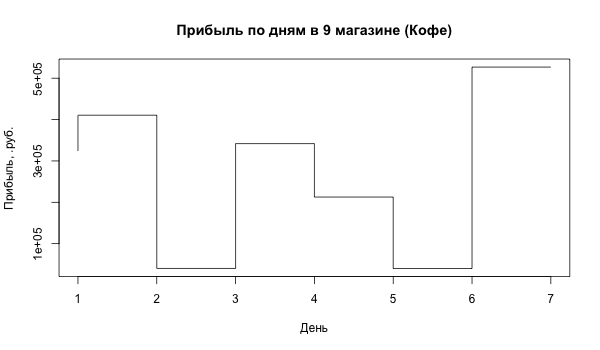 Прибыль по дням в 9 магазине (Кофе)
Прибыль, .руб.
5e+05
3e+05
1e+05
1 2 3 4 5 6 7
День